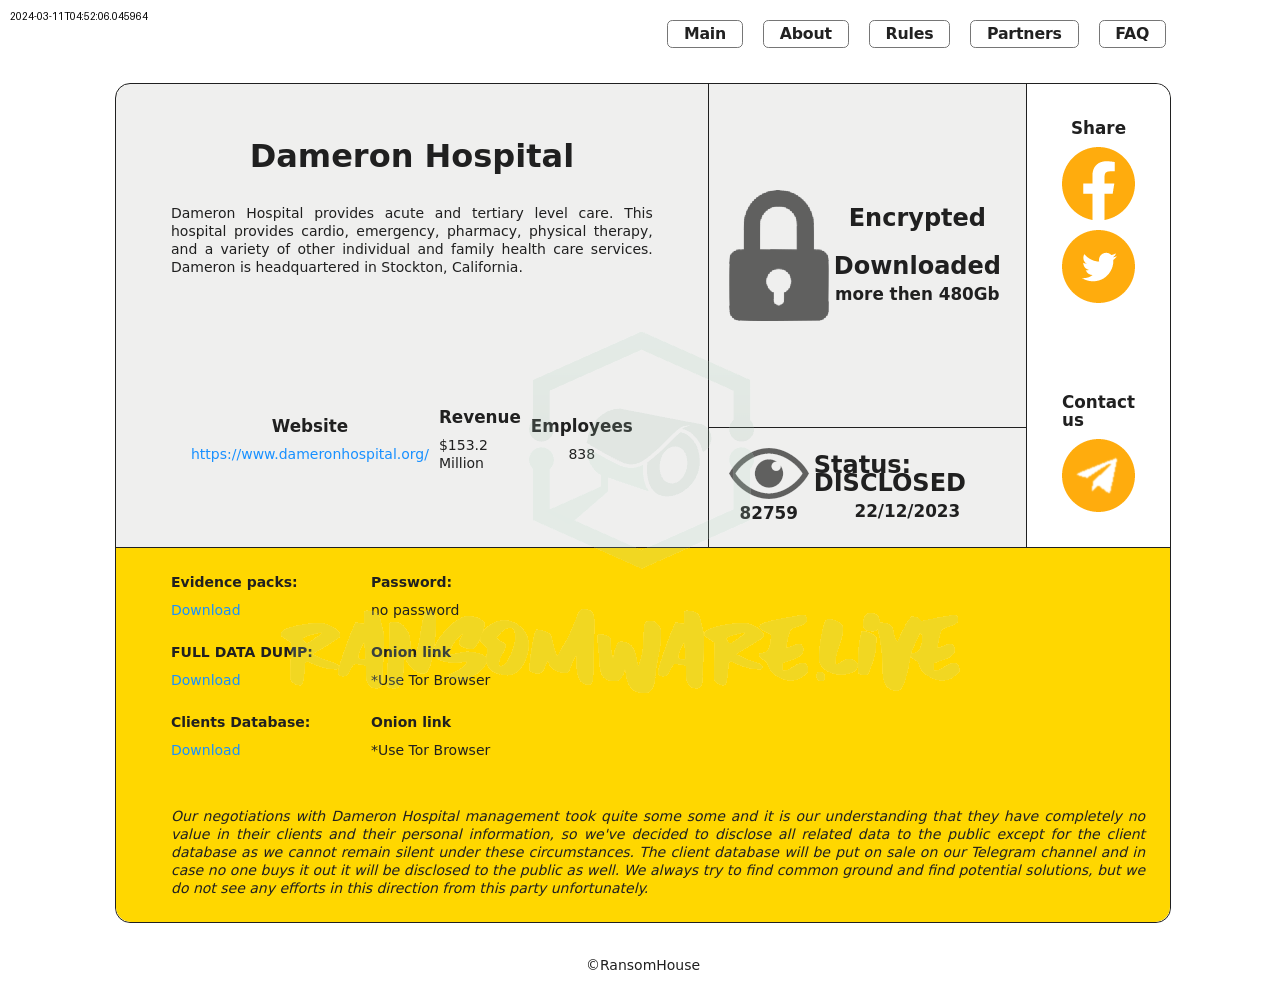 2024-03-11T04:52:06.045964
Main
About
Rules
Partners
FAQ
Dameron Hospital
Dameron Hospital provides acute and tertiary level care. This
hospital provides cardio, emergency, pharmacy, physical therapy,
and a variety of other individual and family health care services.
Dameron is headquartered in Stockton, California.
Website
https://www.dameronhospital.org/
Revenue
$153.2
Million
Employees
838
Encrypted
Downloaded
more then 480Gb
82759
Status:
DISCLOSED
22/12/2023
Share
Contact
us
Evidence packs:
Password:
Download
no password
FULL DATA DUMP:
Onion link
Download
*Use Tor Browser
Clients Database:
Onion link
Download
*Use Tor Browser
RANSOMWARE.LIVE
Our negotiations with Dameron Hospital management took quite some some and it is our understanding that they have completely no
value in their clients and their personal information, so we've decided to disclose all related data to the public except for the client
database as we cannot remain silent under these circumstances. The client database will be put on sale on our Telegram channel and in
case no one buys it out it will be disclosed to the public as well. We always try to find common ground and find potential solutions, but we
do not see any efforts in this direction from this party unfortunately.
©RansomHouse